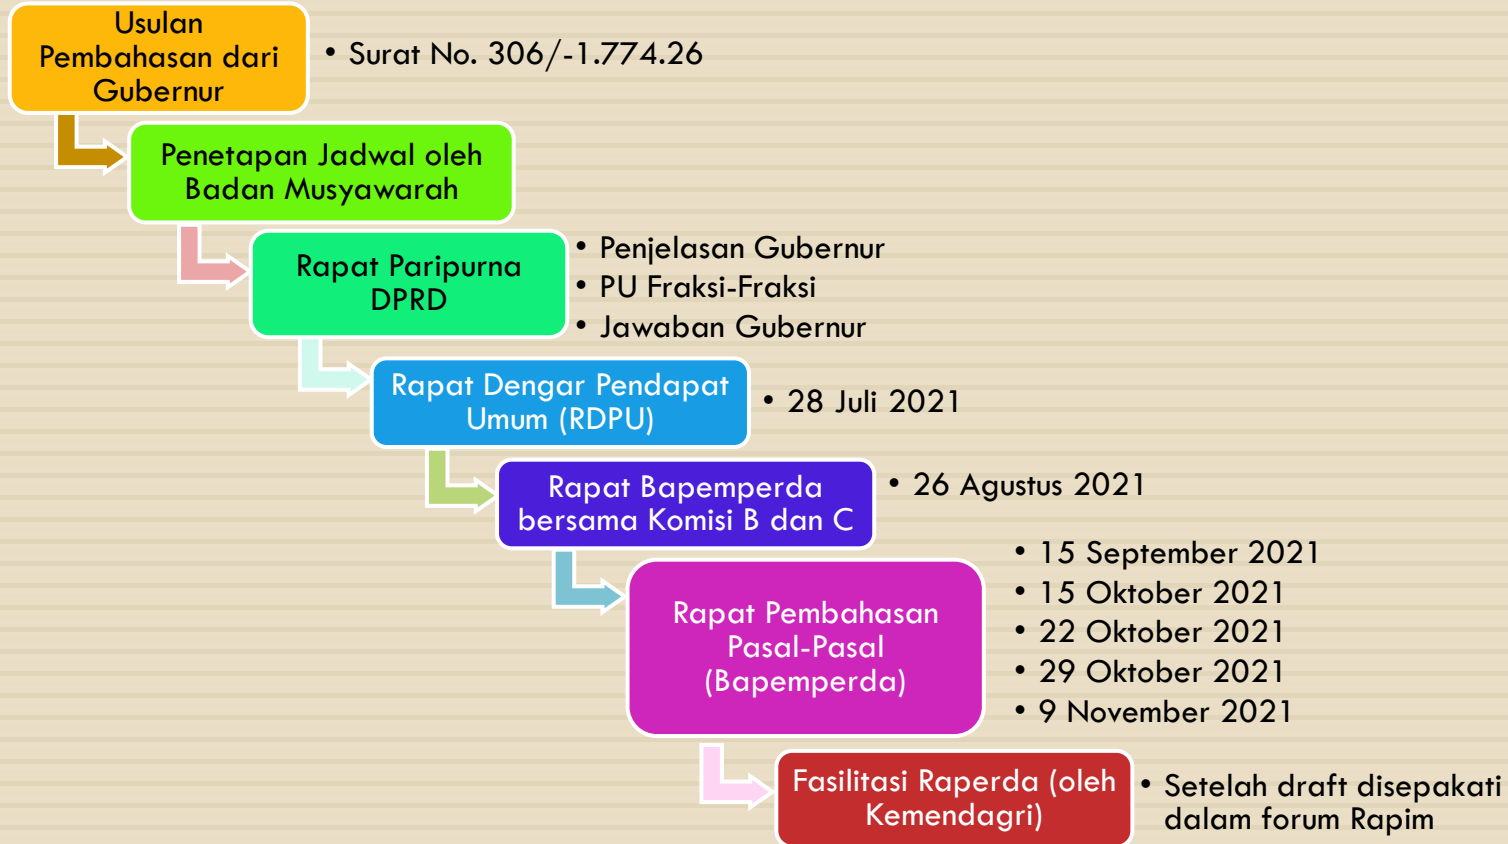 Usulan
Pembahasan dari
Gubernur
• Surat No. 306/-1.774.26
Penetapan Jadwal oleh
Badan Musyawarah
Rapat Paripurna
DPRD
• Penjelasan Gubernur
• PU Fraksi-Fraksi
• Jawaban Gubernur
Rapat Dengar Pendapat
Umum (RDPU)
• 28 Juli 2021
Rapat Bapemperda
bersama Komisi B dan C
• 26 Agustus 2021
Rapat Pembahasan
Pasal-Pasal
(Bapemperda)
• 15 September 2021
• 15 Oktober 2021
• 22 Oktober 2021
• 29 Oktober 2021
• 9 November 2021
Fasilitasi Raperda (oleh
Kemendagri)
• Setelah draft disepakati
dalam forum Rapim